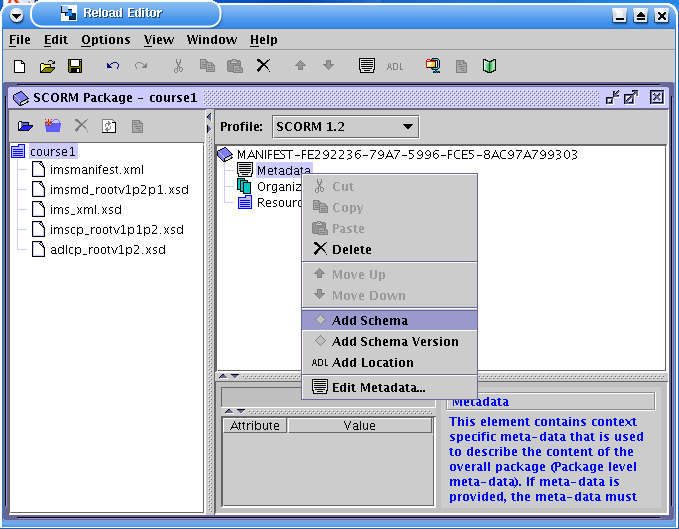 Reload Editor
File Edit Options View Window Help
ADL
SCORM Package - course1
Profile: SCORM 1.2
course1
imsmanifest.xml
imsmd_rootv1p2p1.xsd
ims_xml.xsd
imscp_rootv1p1p2.xsd
adlcp_rootv1p2.xsd
MANIFEST-FE292236-79A7-5996-FCE5-8AC97A799303
Metadata
Organiz
Resourc
Cut
Copy
Paste
Delete
Move Up
Move Down
Add Schema
Add Schema Version
ADL Add Location
Edit Metadata...
Attribute Value
Metadata
This element contains context
specific meta-data that is used
to describe the content of the
overall package (Package level
meta-data). If meta-data is
provided, the meta-data must